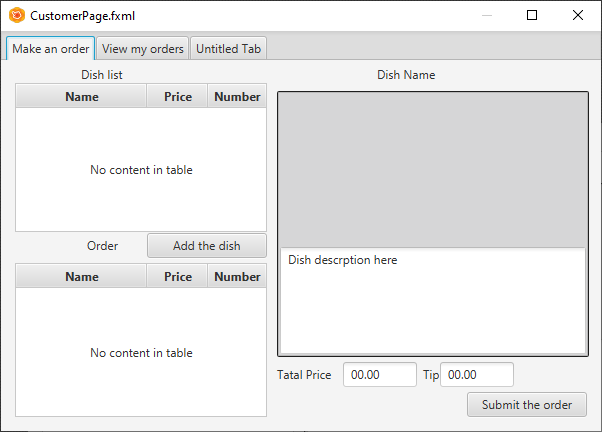 CustomerPage.fxml
Make an order View my orders Untitled Tab
Dish list
Name Price Number
No content in table
Order Add the dish
Name Price Number
No content in table
Dish Name
Dish descrption here
Tatal Price 00.00 Tip 00.00
Submit the order